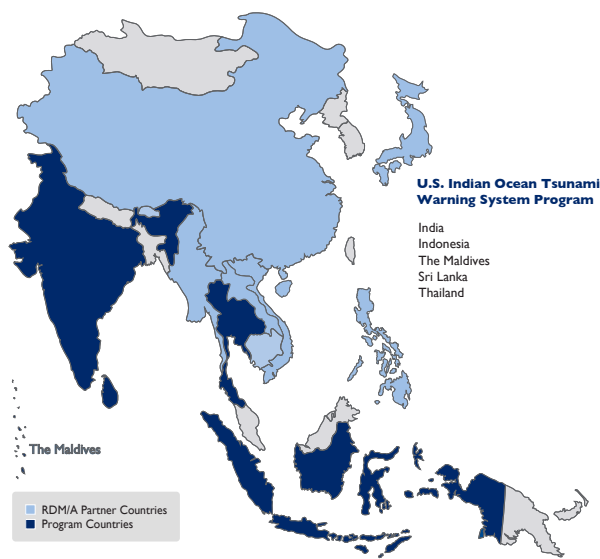 U.S. Indian Ocean Tsunami
Warning System Program
India
Indonesia
The Maldives
Sri Lanka
Thailand
The Maldives
RDM/A Partner Countries
Program Countries